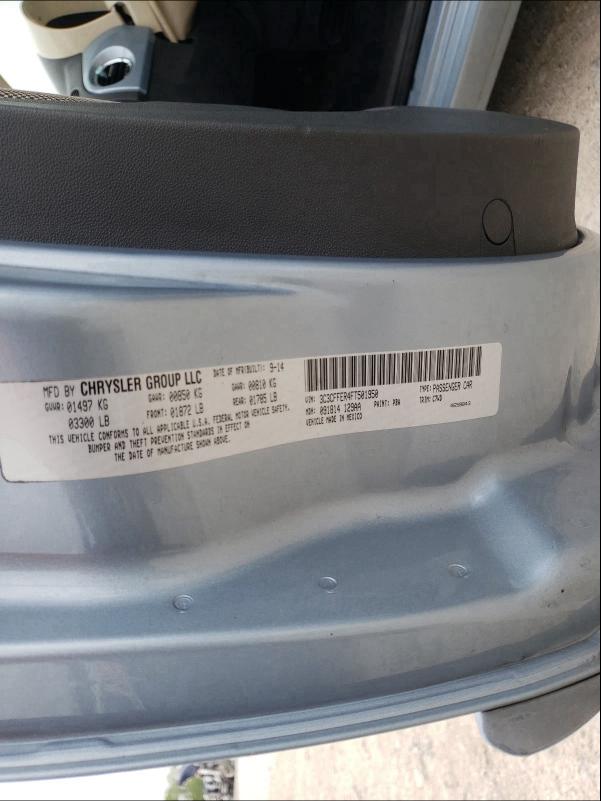 MFD BY CHRYSLER GROUP LLC DATE OF MFR(BUILT): 9-14
GVWR: 01497 KG GAWR: 00850 KG GAWR: 00810 KG
03300 LB FRONT: 01872 LB REAR: 01785 LB
THIS VEHICLE CONFORMS TO ALL APPLICABLE U.S.A. FEDERAL MOTOR VEHICLE SAFETY,
BUMPER AND THEFT PREVENTION STANDARDS IN EFFECT ON
THE DATE OF MANUFACTURE SHOWN ABOVE.
VIN: 3C3CFFER4FT501950 TYPE: PASSENGER CAR
MDH: 091814 129AA PAINT: PBA TRIM: C7W3
VEHICLE MADE IN MEXICO